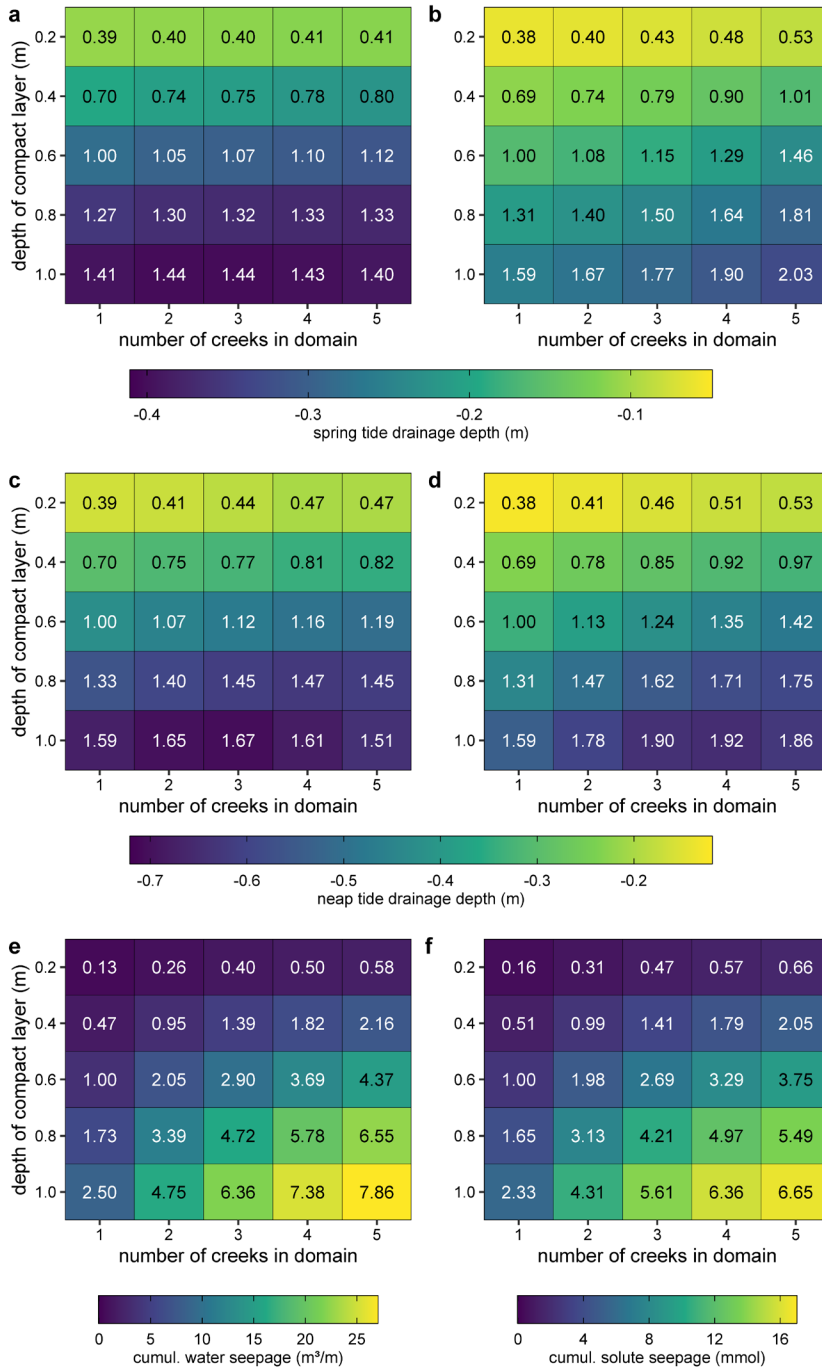 a
b
depth of compact layer (m)
0.2 0.39 0.40 0.40 0.41 0.41 0.38 0.40 0.43 0.48 0.53
0.4 0.70 0.74 0.75 0.78 0.80 0.69 0.74 0.79 0.90 1.01
0.6 1.00 1.05 1.07 1.10 1.12 1.00 1.08 1.15 1.29 1.46
0.8 1.27 1.30 1.32 1.33 1.33 1.31 1.40 1.50 1.64 1.81
1.0 1.41 1.44 1.44 1.43 1.40 1.59 1.67 1.77 1.90 2.03
1 2 3 4 5 1 2 3 4 5
number of creeks in domain number of creeks in domain
-0.4 -0.3 -0.2 -0.1
spring tide drainage depth (m)
c
d
depth of compact layer (m)
0.2 0.39 0.41 0.44 0.47 0.47 0.38 0.41 0.46 0.51 0.53
0.4 0.70 0.75 0.77 0.81 0.82 0.69 0.78 0.85 0.92 0.97
0.6 1.00 1.07 1.12 1.16 1.19 1.00 1.13 1.24 1.35 1.42
0.8 1.33 1.40 1.45 1.47 1.45 1.31 1.47 1.62 1.71 1.75
1.0 1.59 1.65 1.67 1.61 1.51 1.59 1.78 1.90 1.92 1.86
1 2 3 4 5 1 2 3 4 5
number of creeks in domain number of creeks in domain
-0.7 -0.6 -0.5 -0.4 -0.3 -0.2
neap tide drainage depth (m)
e
f
depth of compact layer (m)
0.2 0.13 0.26 0.40 0.50 0.58 0.16 0.31 0.47 0.57 0.66
0.4 0.47 0.95 1.39 1.82 2.16 0.51 0.99 1.41 1.79 2.05
0.6 1.00 2.05 2.90 3.69 4.37 1.00 1.98 2.69 3.29 3.75
0.8 1.73 3.39 4.72 5.78 6.55 1.65 3.13 4.21 4.97 5.49
1.0 2.50 4.75 6.36 7.38 7.86 2.33 4.31 5.61 6.36 6.65
1 2 3 4 5 1 2 3 4 5
number of creeks in domain number of creeks in domain
0 5 10 15 20 25 0 4 8 12 16
cumul. water seepage (m³/m) cumul. solute seepage (mmol)